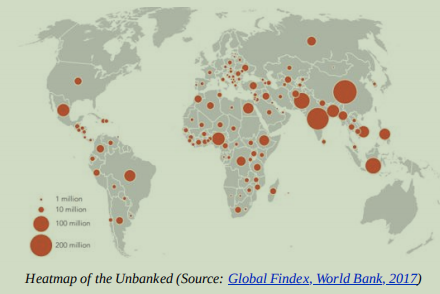 1 million
10 million
100 million
200 million
Heatmap of the Unbanked (Source: Global Findex, World Bank, 2017)